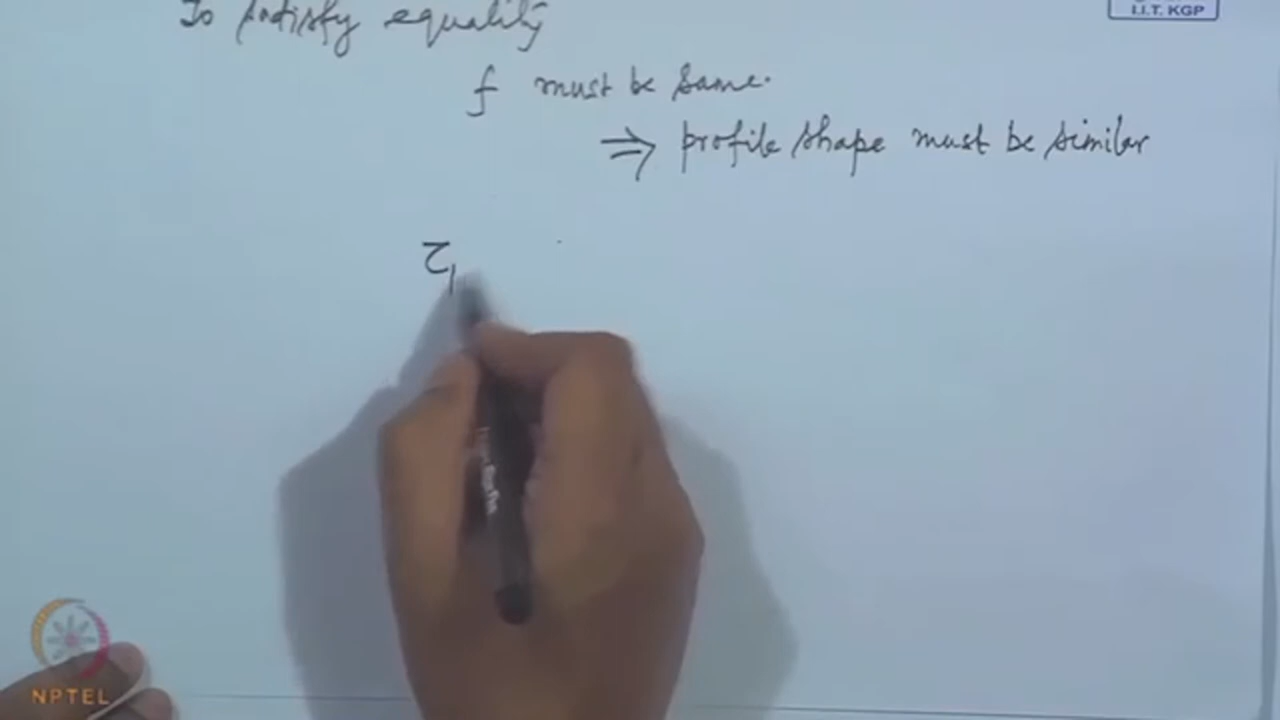 I.I.T. KGP
To satisfy equality
f must be same.
⇒ profile shape must be similar
τ1
NPTEL